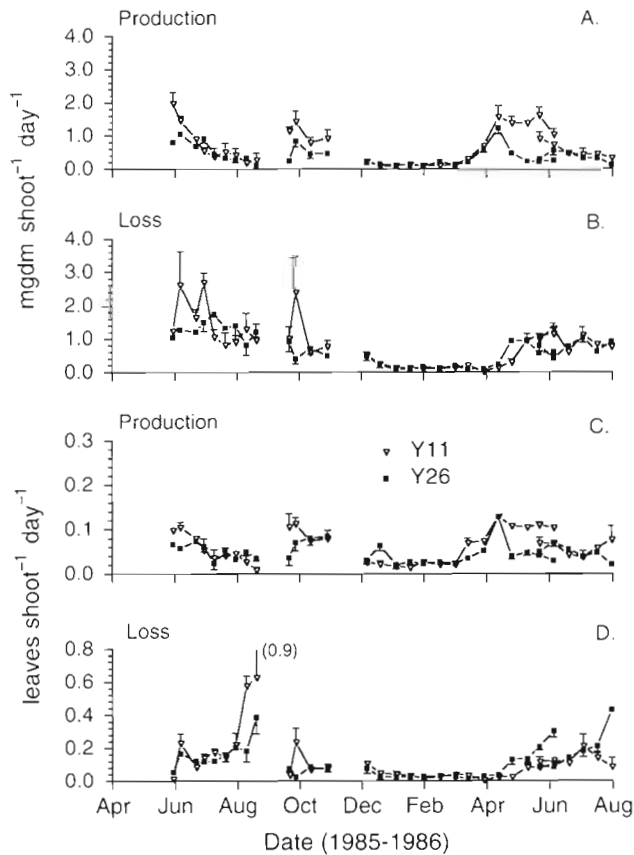 Production A.
4.0
3.0
2.0
1.0
0.0
mgdm shoot⁻¹ day⁻¹
Loss B.
4.0
3.0
2.0
1.0
0.0
Production C.
0.3
0.2
0.1
0.0
Y11
Y26
leaves shoot⁻¹ day⁻¹
Loss D.
(0.9)
0.8
0.6
0.4
0.2
0.0
Apr Jun Aug Oct Dec Feb Apr Jun Aug
Date (1985-1986)